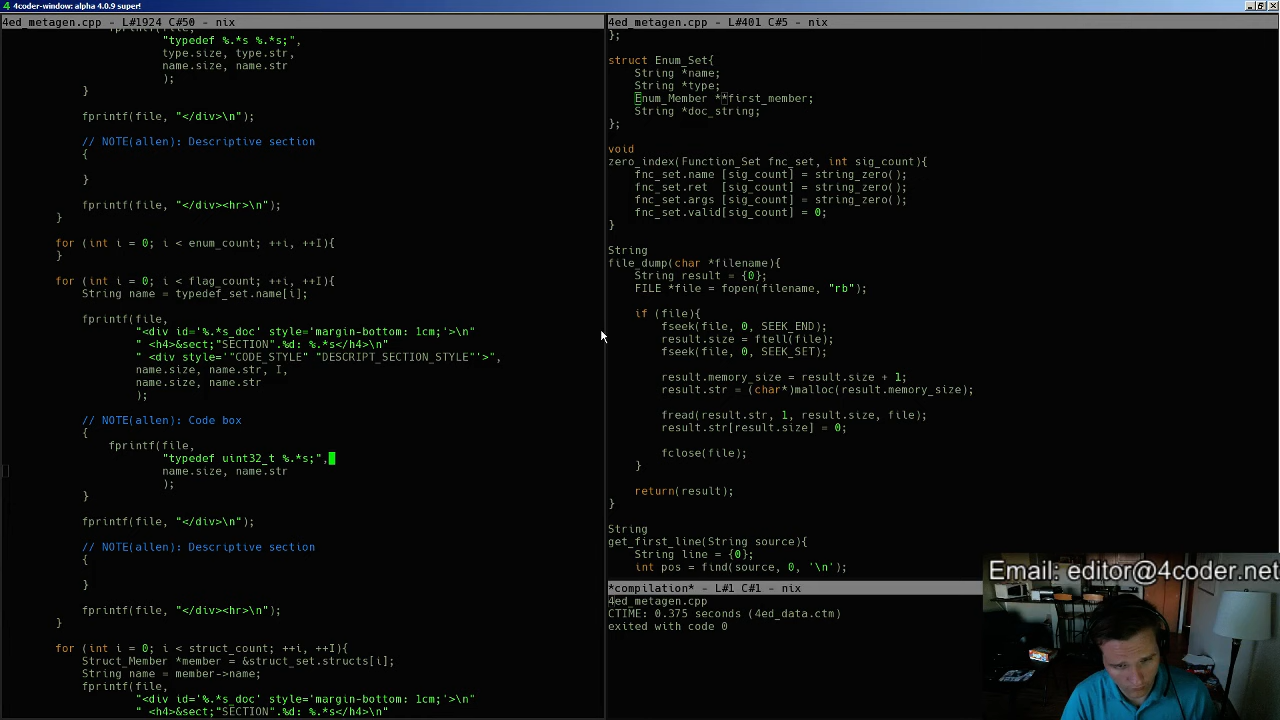 4coder-window: alpha 4.0.9 super!
4ed_metagen.cpp - L#1924 C#50 - nix
fprintf(file,
"typedef %.*s %.*s;",
type.size, type.str,
name.size, name.str
);
}
fprintf(file, "</div>\n");
// NOTE(allen): Descriptive section
{
}
fprintf(file, "</div><hr>\n");
}
for (int i = 0; i < enum_count; ++i, ++I){
}
for (int i = 0; i < flag_count; ++i, ++I){
String name = typedef_set.name[i];
fprintf(file,
"<div id='%.*s_doc' style='margin-bottom: 1cm;'>\n"
" <h4>&sect;"SECTION".%d: %.*s</h4>\n"
" <div style='"CODE_STYLE" "DESCRIPT_SECTION_STYLE"'>",
name.size, name.str, I,
name.size, name.str
);
// NOTE(allen): Code box
{
fprintf(file,
"typedef uint32_t %.*s;",
name.size, name.str
);
}
fprintf(file, "</div>\n");
// NOTE(allen): Descriptive section
{
}
fprintf(file, "</div><hr>\n");
}
for (int i = 0; i < struct_count; ++i, ++I){
Struct_Member *member = &struct_set.structs[i];
String name = member->name;
fprintf(file,
"<div id='%.*s_doc' style='margin-bottom: 1cm;'>\n"
" <h4>&sect;"SECTION".%d: %.*s</h4>\n"
4ed_metagen.cpp - L#401 C#5 - nix
};
struct Enum_Set{
String *name;
String *type;
Enum_Member **first_member;
String *doc_string;
};
void
zero_index(Function_Set fnc_set, int sig_count){
fnc_set.name [sig_count] = string_zero();
fnc_set.ret  [sig_count] = string_zero();
fnc_set.args [sig_count] = string_zero();
fnc_set.valid[sig_count] = 0;
}
String
file_dump(char *filename){
String result = {0};
FILE *file = fopen(filename, "rb");
if (file){
fseek(file, 0, SEEK_END);
result.size = ftell(file);
fseek(file, 0, SEEK_SET);
result.memory_size = result.size + 1;
result.str = (char*)malloc(result.memory_size);
fread(result.str, 1, result.size, file);
result.str[result.size] = 0;
fclose(file);
}
return(result);
}
String
get_first_line(String source){
String line = {0};
int pos = find(source, 0, '\n');
*compilation* - L#1 C#1 - nix
4ed_metagen.cpp
CTIME: 0.375 seconds (4ed_data.ctm)
exited with code 0
Email: editor@4coder.net